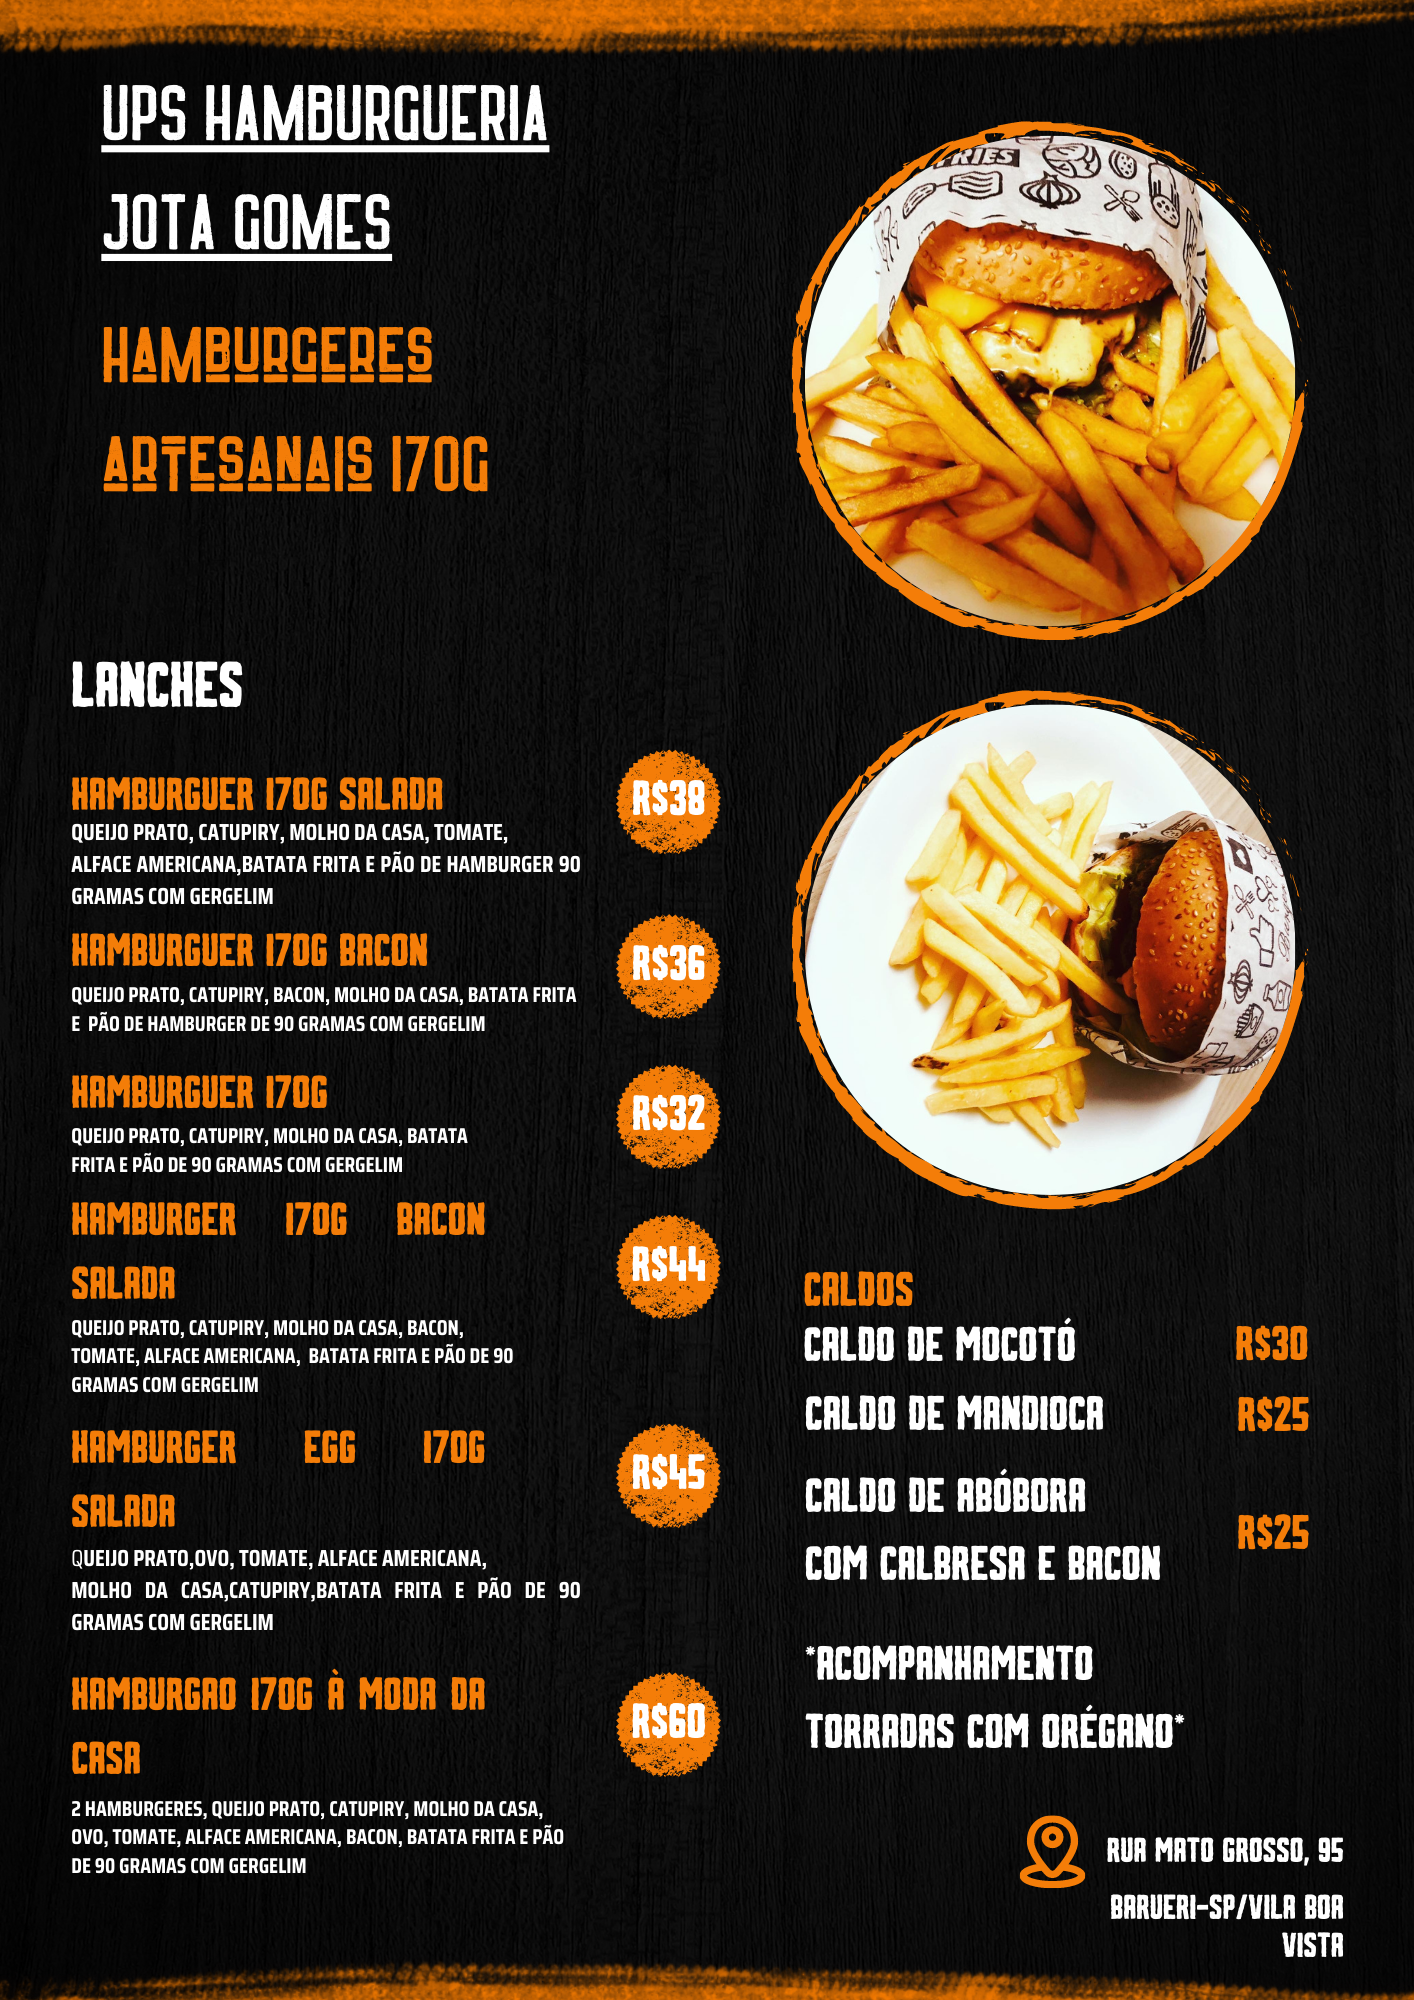 UPS HAMBURGUERIA
JOTA GOMES
HAMBURGERES
ARTESANAIS 170G
FRIES
LANCHES
HAMBURGUER 170G SALADA
R$38
QUEIJO PRATO, CATUPIRY, MOLHO DA CASA, TOMATE,
ALFACE AMERICANA,BATATA FRITA E PÃO DE HAMBURGER 90
GRAMAS COM GERGELIM
HAMBURGUER 170G BACON
R$36
QUEIJO PRATO, CATUPIRY, BACON, MOLHO DA CASA, BATATA FRITA
E PÃO DE HAMBURGER DE 90 GRAMAS COM GERGELIM
HAMBURGUER 170G
R$32
QUEIJO PRATO, CATUPIRY, MOLHO DA CASA, BATATA
FRITA E PÃO DE 90 GRAMAS COM GERGELIM
HAMBURGER 170G BACON
SALADA
R$44
QUEIJO PRATO, CATUPIRY, MOLHO DA CASA, BACON,
TOMATE, ALFACE AMERICANA, BATATA FRITA E PÃO DE 90
GRAMAS COM GERGELIM
HAMBURGER EGG 170G
SALADA
R$45
QUEIJO PRATO,OVO, TOMATE, ALFACE AMERICANA,
MOLHO DA CASA,CATUPIRY,BATATA FRITA E PÃO DE 90
GRAMAS COM GERGELIM
HAMBURGAO 170G À MODA DA
CASA
R$60
2 HAMBURGERES, QUEIJO PRATO, CATUPIRY, MOLHO DA CASA,
OVO, TOMATE, ALFACE AMERICANA, BACON, BATATA FRITA E PÃO
DE 90 GRAMAS COM GERGELIM
CALDOS
CALDO DE MOCOTÓ R$30
CALDO DE MANDIOCA R$25
CALDO DE ABÓBORA
COM CALBRESA E BACON
R$25
*ACOMPANHAMENTO
TORRADAS COM ORÉGANO*
RUA MATO GROSSO, 95
BARUERI-SP/VILA BOA
VISTA